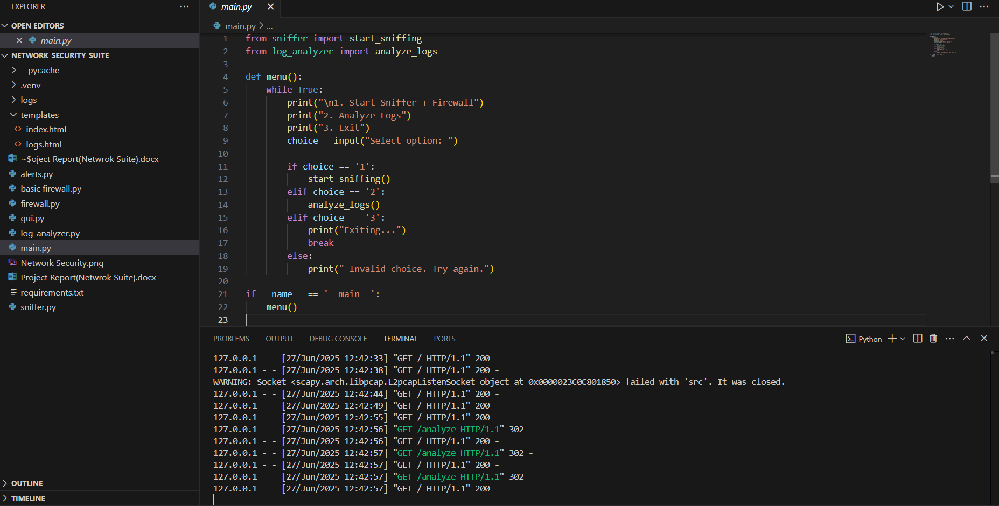 EXPLORER
OPEN EDITORS
main.py
NETWORK_SECURITY_SUITE
__pycache__
.venv
logs
templates
index.html
logs.html
~$oject Report(Netwrok Suite).docx
alerts.py
basic firewall.py
firewall.py
gui.py
log_analyzer.py
main.py
Network Security.png
Project Report(Netwrok Suite).docx
requirements.txt
sniffer.py
OUTLINE
TIMELINE
main.py
main.py > ...
1 from sniffer import start_sniffing
2 from log_analyzer import analyze_logs
3
4 def menu():
5     while True:
6         print("\n1. Start Sniffer + Firewall")
7         print("2. Analyze Logs")
8         print("3. Exit")
9         choice = input("Select option: ")
10
11         if choice == '1':
12             start_sniffing()
13         elif choice == '2':
14             analyze_logs()
15         elif choice == '3':
16             print("Exiting...")
17             break
18         else:
19             print(" Invalid choice. Try again.")
20
21 if __name__ == '__main__':
22     menu()
23
PROBLEMS OUTPUT DEBUG CONSOLE TERMINAL PORTS Python
127.0.0.1 - - [27/Jun/2025 12:42:33] "GET / HTTP/1.1" 200 -
127.0.0.1 - - [27/Jun/2025 12:42:38] "GET / HTTP/1.1" 200 -
WARNING: Socket <scapy.arch.libpcap.L2pcapListenSocket object at 0x0000023C0C801850> failed with 'src'. It was closed.
127.0.0.1 - - [27/Jun/2025 12:42:44] "GET / HTTP/1.1" 200 -
127.0.0.1 - - [27/Jun/2025 12:42:49] "GET / HTTP/1.1" 200 -
127.0.0.1 - - [27/Jun/2025 12:42:55] "GET / HTTP/1.1" 200 -
127.0.0.1 - - [27/Jun/2025 12:42:56] "GET /analyze HTTP/1.1" 302 -
127.0.0.1 - - [27/Jun/2025 12:42:56] "GET / HTTP/1.1" 200 -
127.0.0.1 - - [27/Jun/2025 12:42:57] "GET /analyze HTTP/1.1" 302 -
127.0.0.1 - - [27/Jun/2025 12:42:57] "GET / HTTP/1.1" 200 -
127.0.0.1 - - [27/Jun/2025 12:42:57] "GET /analyze HTTP/1.1" 302 -
127.0.0.1 - - [27/Jun/2025 12:42:57] "GET / HTTP/1.1" 200 -